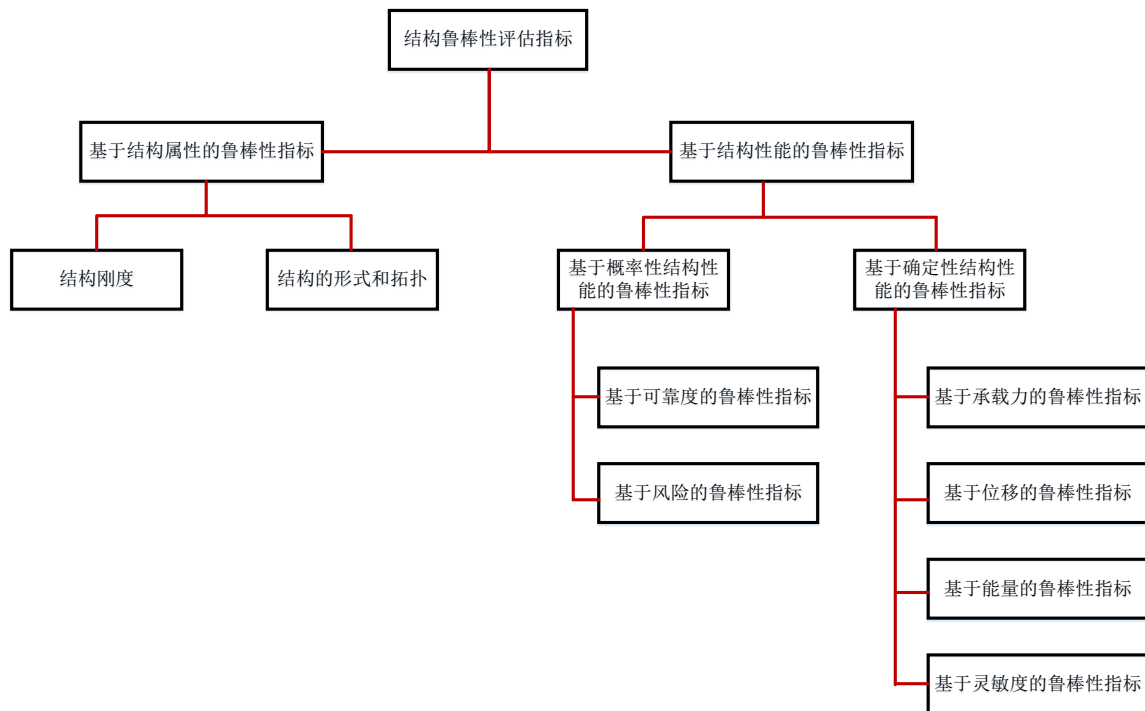 结构鲁棒性评估指标
基于结构属性的鲁棒性指标
基于结构性能的鲁棒性指标
结构刚度
结构的形式和拓扑
基于概率性结构性
能的鲁棒性指标
基于确定性结构性
能的鲁棒性指标
基于可靠度的鲁棒性指标
基于承载力的鲁棒性指标
基于风险的鲁棒性指标
基于位移的鲁棒性指标
基于能量的鲁棒性指标
基于灵敏度的鲁棒性指标